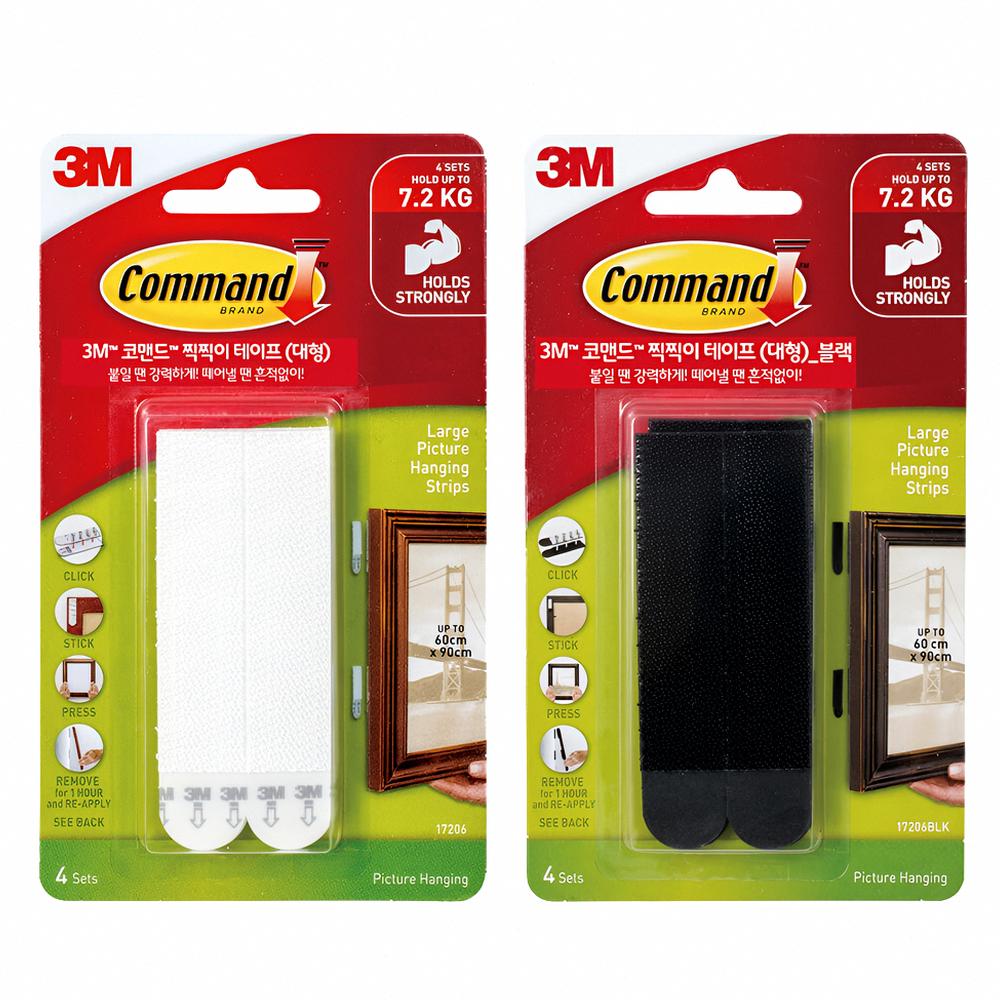 3M
4 SETS
HOLD UP TO
7.2 KG
HOLDS
STRONGLY
Command™
BRAND
3M™ 코맨드™ 찍찍이 테이프 (대형)
붙일 땐 강력하게! 떼어낼 땐 흔적없이!
Large
Picture
Hanging
Strips
CLICK
STICK
PRESS
REMOVE
for 1 HOUR
and RE-APPLY
SEE BACK
UP TO
60cm
x 90cm
3M 3M 3M 3M
17206
4 Sets
Picture Hanging
3M
4 SETS
HOLD UP TO
7.2 KG
HOLDS
STRONGLY
Command™
BRAND
3M™ 코맨드™ 찍찍이 테이프 (대형)_블랙
붙일 땐 강력하게! 떼어낼 땐 흔적없이!
Large
Picture
Hanging
Strips
CLICK
STICK
PRESS
REMOVE
for 1 HOUR
and RE-APPLY
SEE BACK
UP TO
60 cm
x 90cm
17206BLK
4 Sets
Picture Hanging